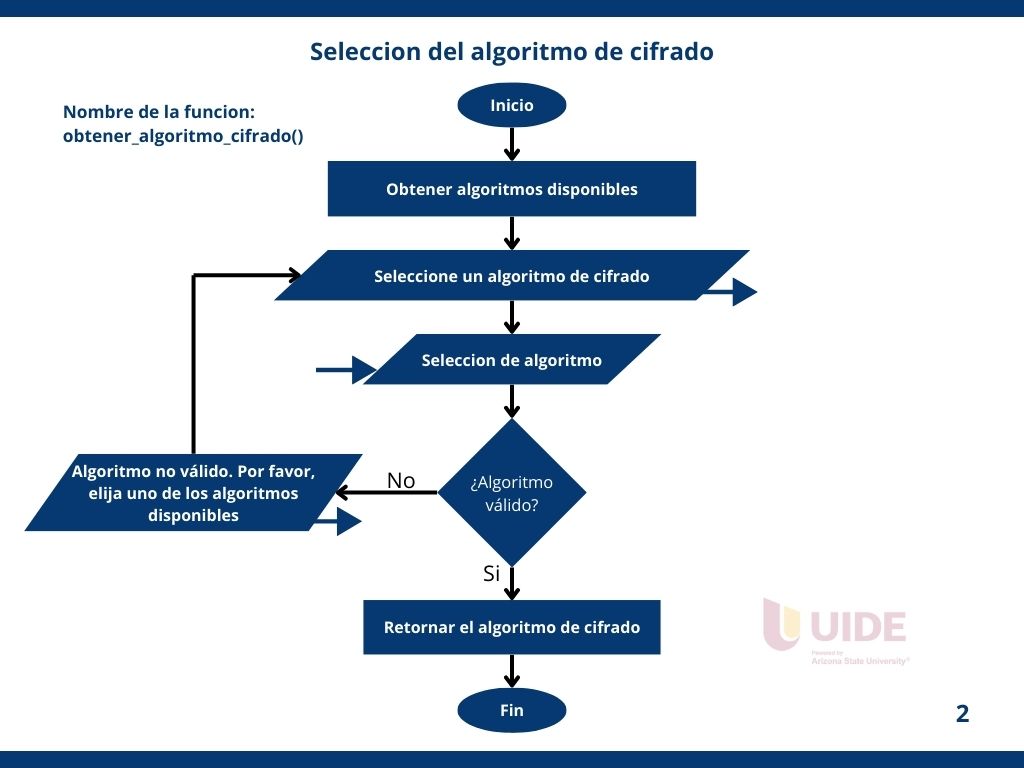 Seleccion del algoritmo de cifrado
Nombre de la funcion:
obtener_algoritmo_cifrado()
Inicio
Obtener algoritmos disponibles
Seleccione un algoritmo de cifrado
Seleccion de algoritmo
¿Algoritmo
válido?
No
Algoritmo no válido. Por favor,
elija uno de los algoritmos
disponibles
Si
Retornar el algoritmo de cifrado
Fin
UIDE
Powered by
Arizona State University®
2